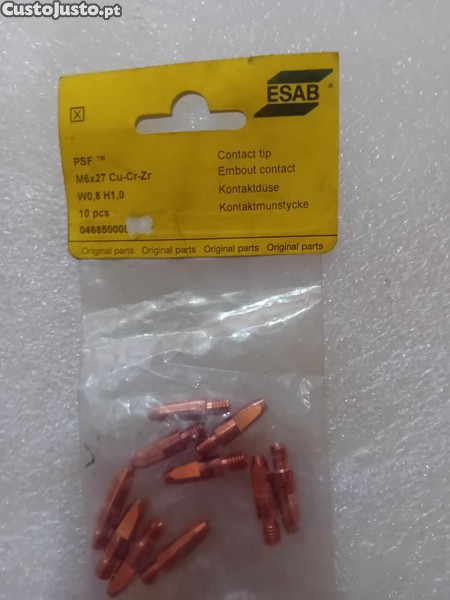 CustoJusto.pt
ESAB
X
PSF ™
M6x27 Cu-Cr-Zr
W0,8 H1,0
10 pcs
Contact tip
Embout contact
Kontaktdüse
Kontaktmunstycke
Original parts Original parts Original parts Original parts